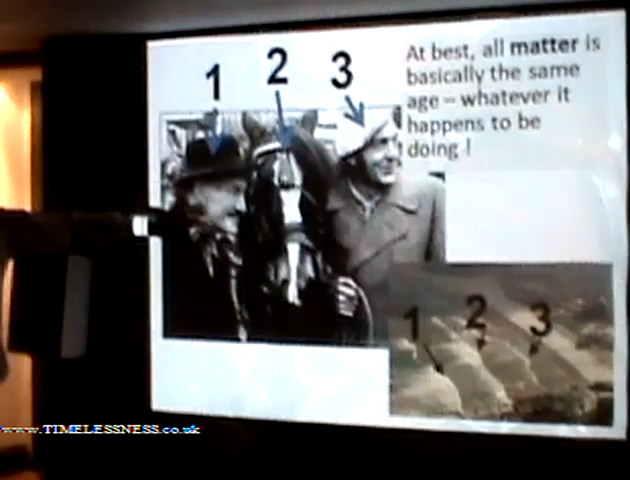 1 2 3
At best, all matter is
basically the same
age – whatever it
happens to be
doing !
1 2 3
www.TIMELESSNESS.co.uk